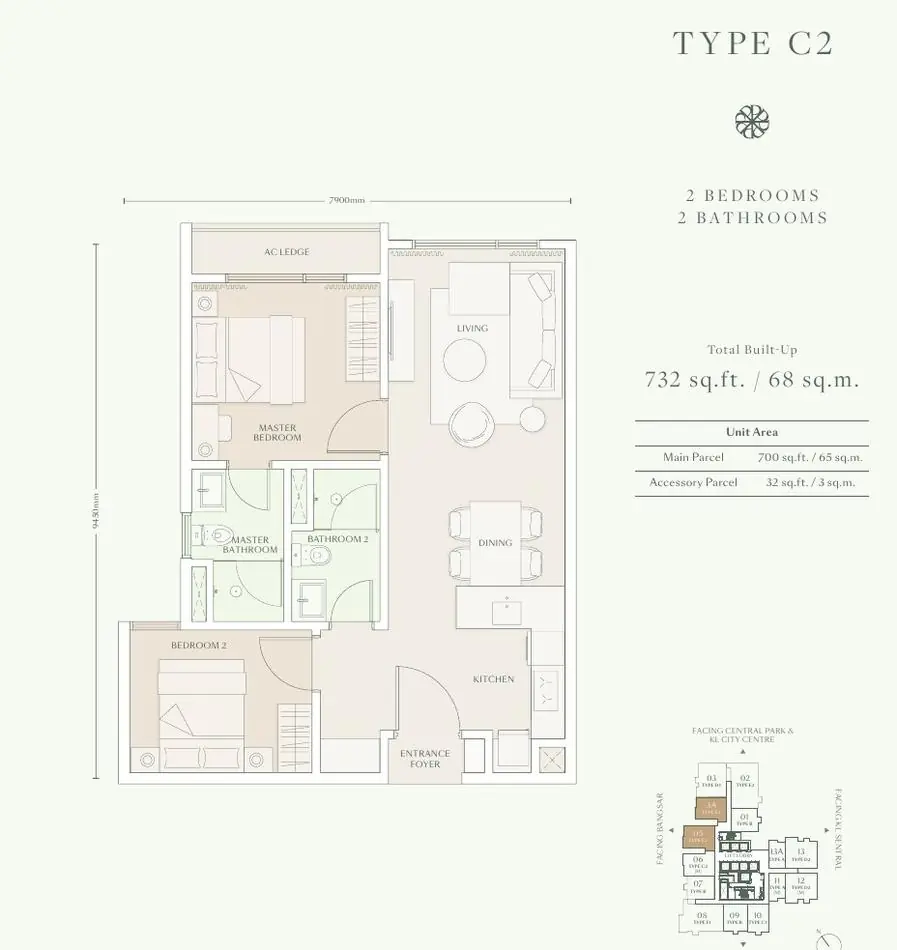 TYPE C2
2 BEDROOMS
2 BATHROOMS
7900mm
9450mm
AC LEDGE
LIVING
MASTER
BEDROOM
MASTER
BATHROOM
BATHROOM 2
DINING
BEDROOM 2
KITCHEN
ENTRANCE
FOYER
Total Built-Up
732 sq.ft. / 68 sq.m.
Unit Area
Main Parcel 700 sq.ft. / 65 sq.m.
Accessory Parcel 32 sq.ft. / 3 sq.m.
FACING CENTRAL PARK &
KL CITY CENTRE
FACING BANGSAR
FACING KL SENTRAL
03
02
3A
01
05
06
07
08
09
10
13A
13
11
12
LIFT LOBBY
N